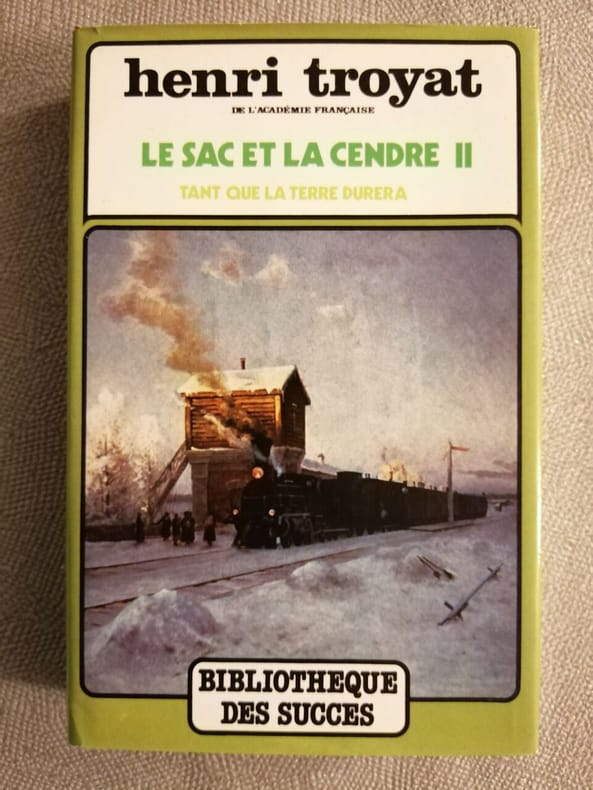 henri troyat
DE L'ACADÉMIE FRANÇAISE
LE SAC ET LA CENDRE II
TANT QUE LA TERRE DURERA
BIBLIOTHEQUE
DES SUCCES